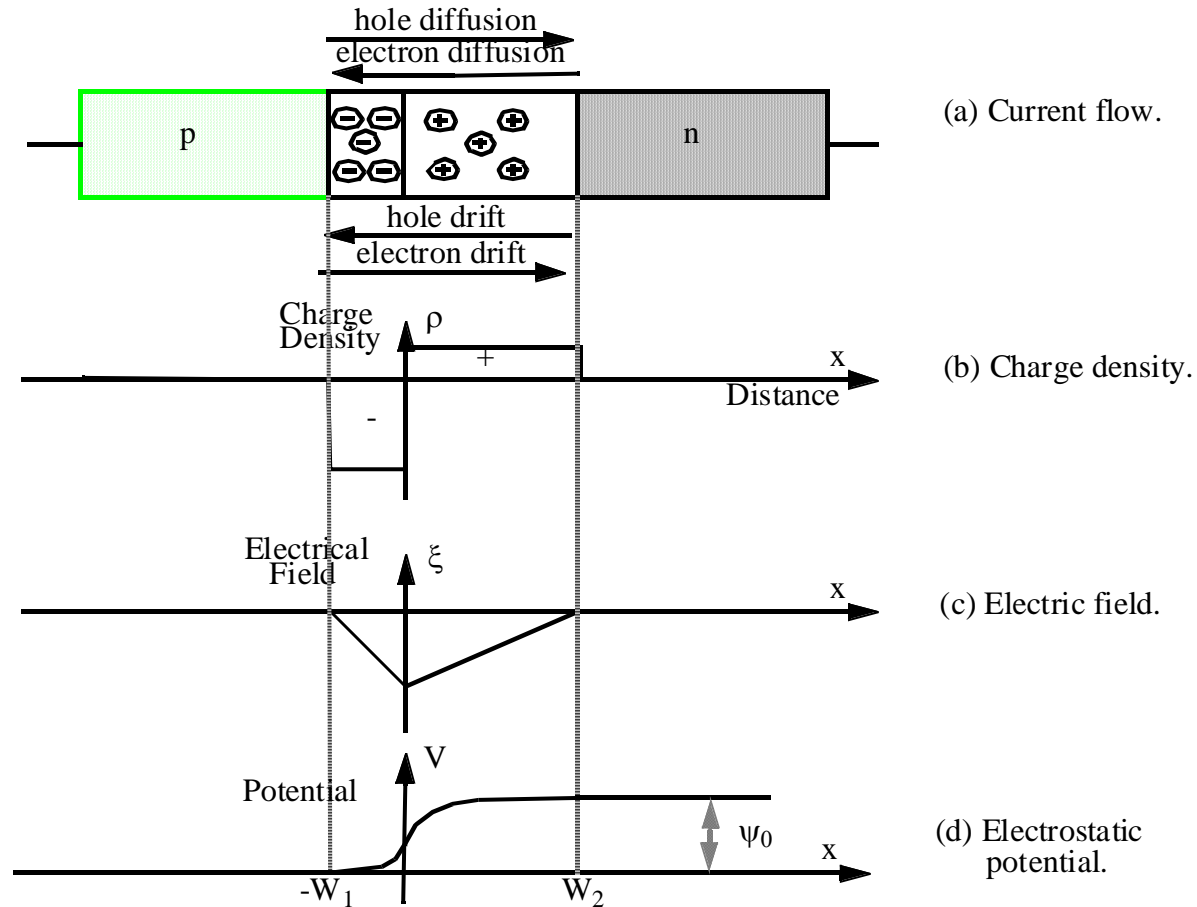 hole diffusion
electron diffusion
p
n
(a) Current flow.
hole drift
electron drift
Charge
Density
ρ
+
-
x
Distance
(b) Charge density.
Electrical
Field
ξ
x
(c) Electric field.
V
Potential
ψ0
x
-W1
W2
(d) Electrostatic
potential.